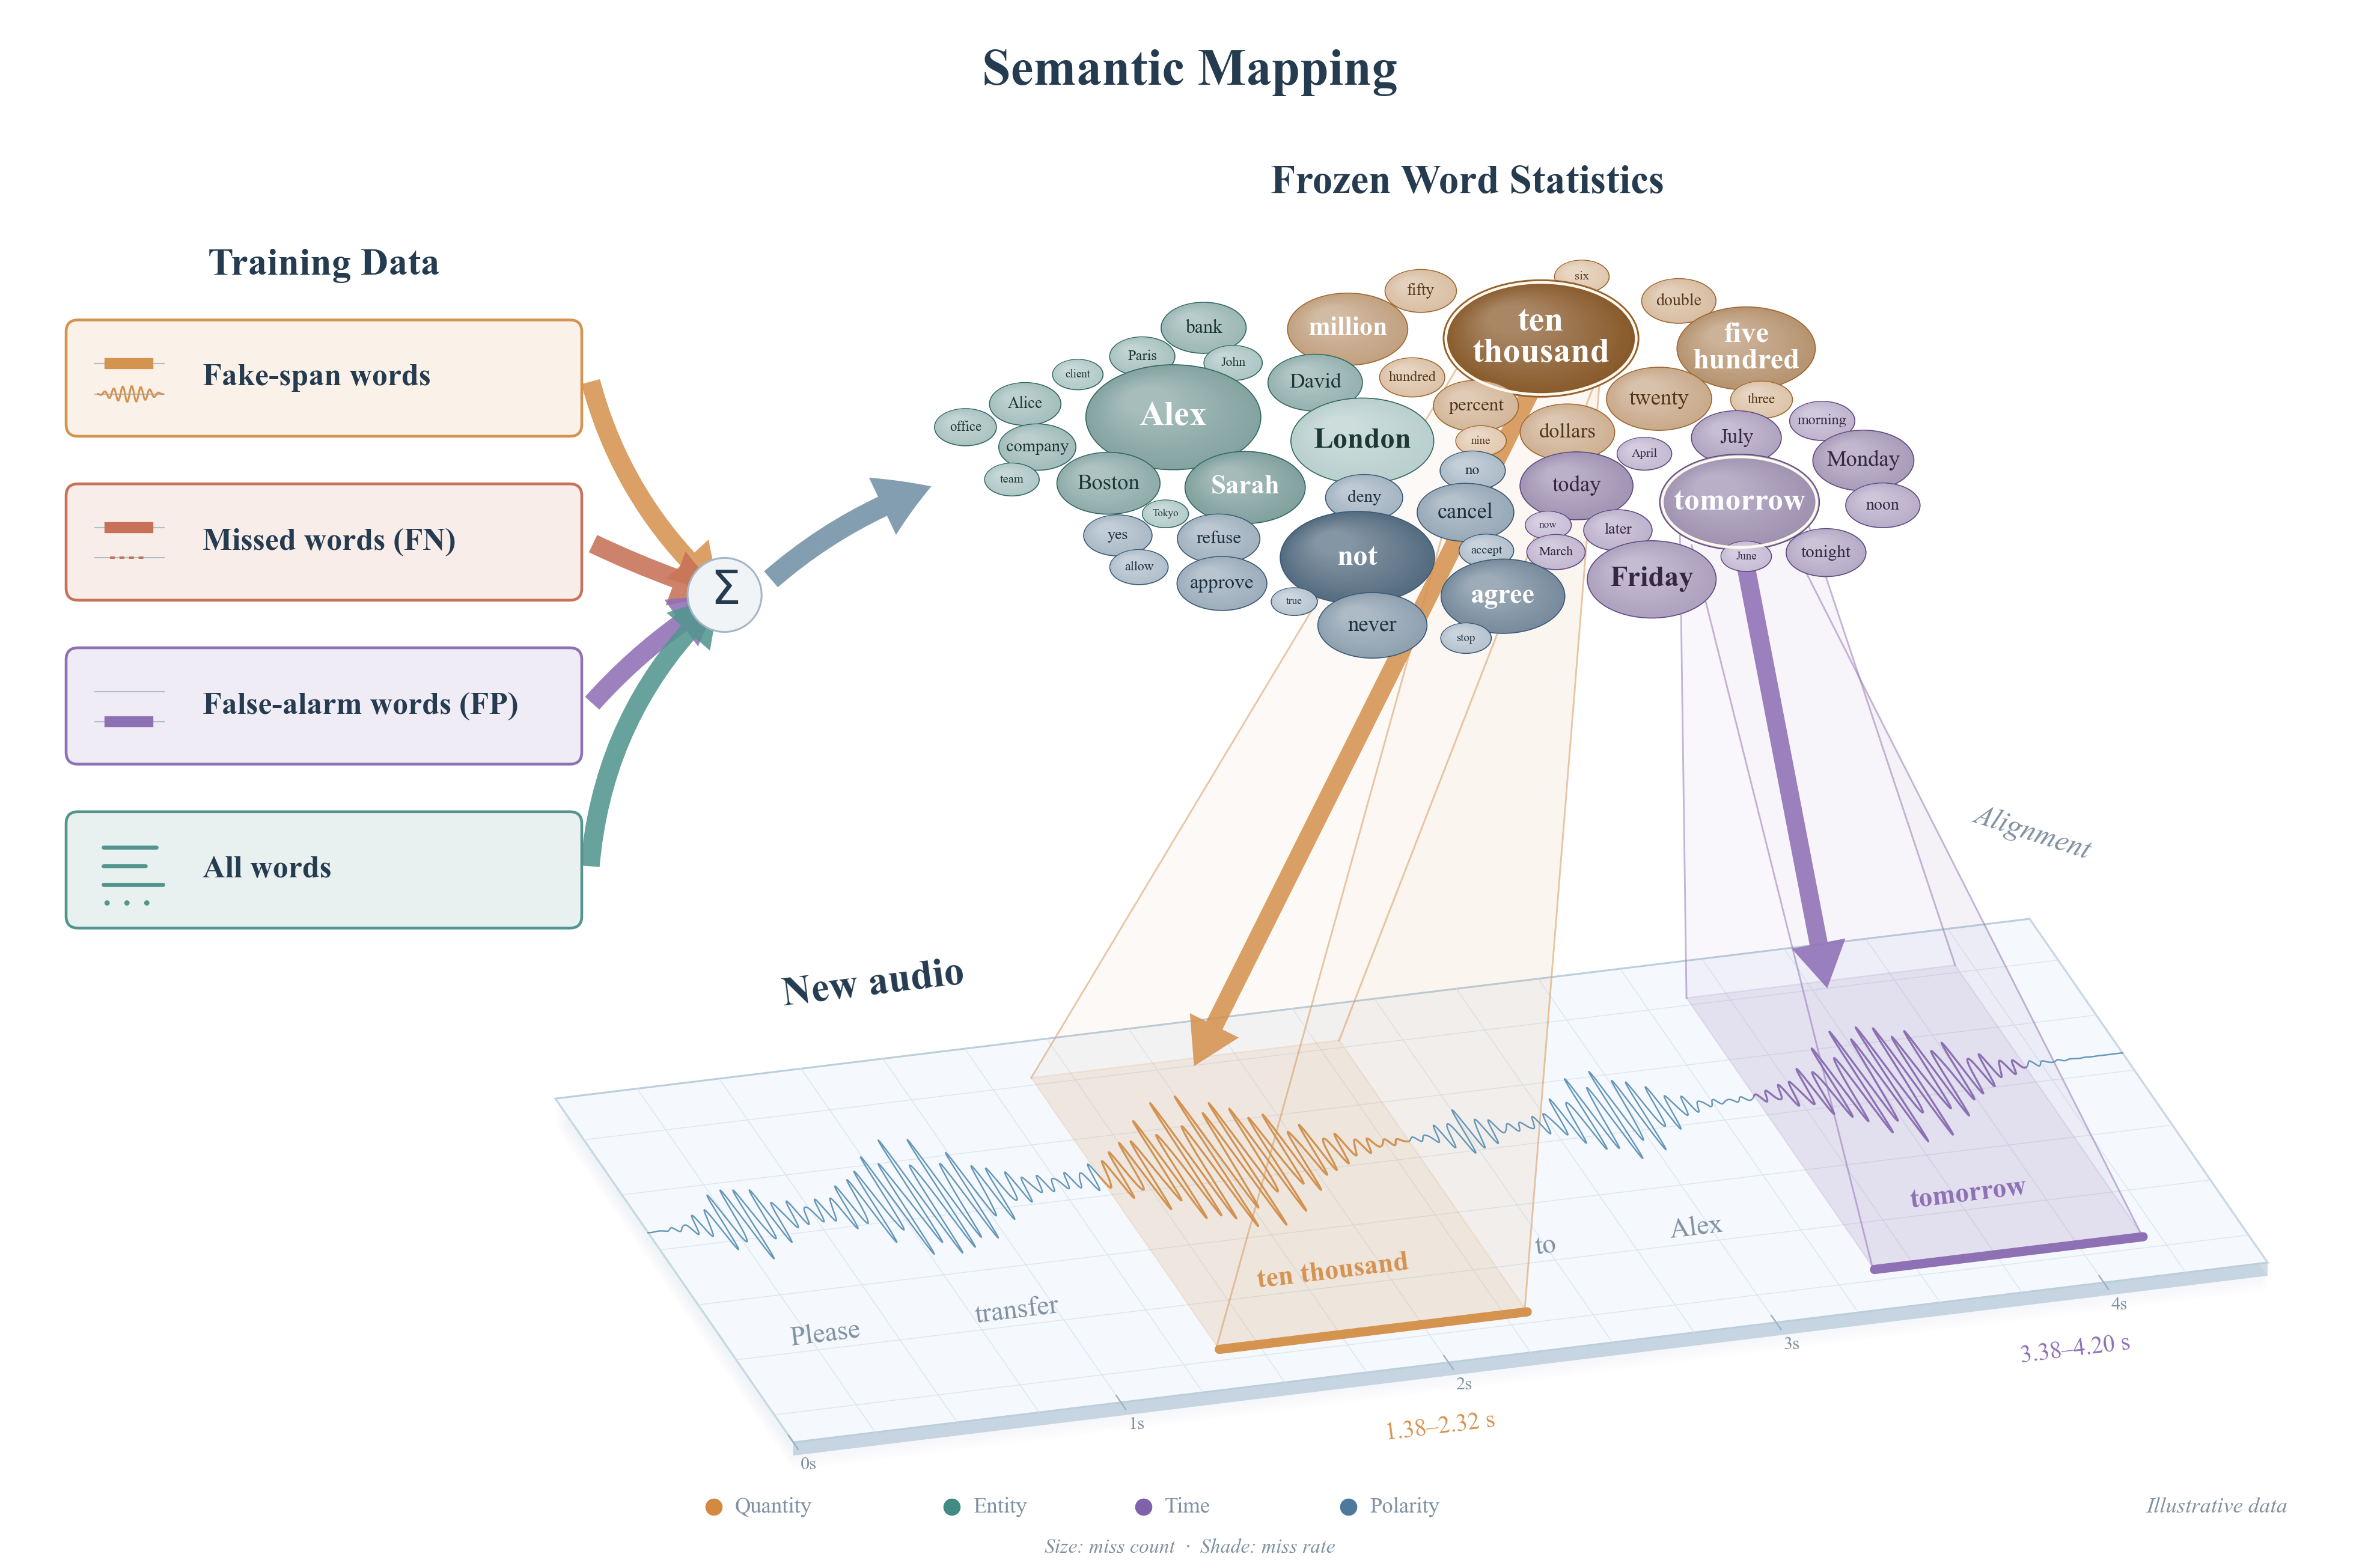 Semantic Mapping
Frozen Word Statistics
Training Data
Fake-span words
Missed words (FN)
False-alarm words (FP)
All words
Σ
six
fifty
double
ten
thousand
million
five
hundred
bank
Paris
John
client
David
hundred
percent
twenty
three
Alice
office
Alex
London
company
nine
dollars
July
morning
April
Monday
team
Boston
Sarah
no
today
tomorrow
noon
deny
cancel
Tokyo
yes
refuse
now
later
not
accept
March
June
tonight
allow
approve
Friday
true
agree
never
stop
Alignment
New audio
Please
transfer
ten thousand
to
Alex
tomorrow
0s
1s
2s
3s
4s
1.38–2.32 s
3.38–4.20 s
Quantity
Entity
Time
Polarity
Illustrative data
Size: miss count · Shade: miss rate